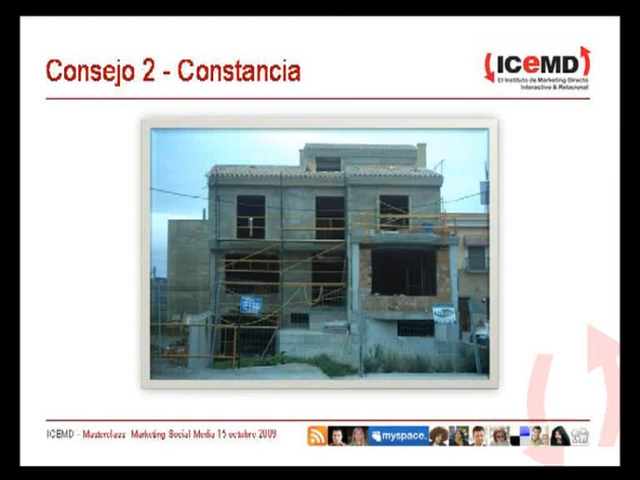 Consejo 2 - Constancia
ICeMD
El Instituto de Marketing Directo
Interactivo & Relacional
ICEMD - Masterclass Marketing Social Media 15 octubre 2009
myspace.